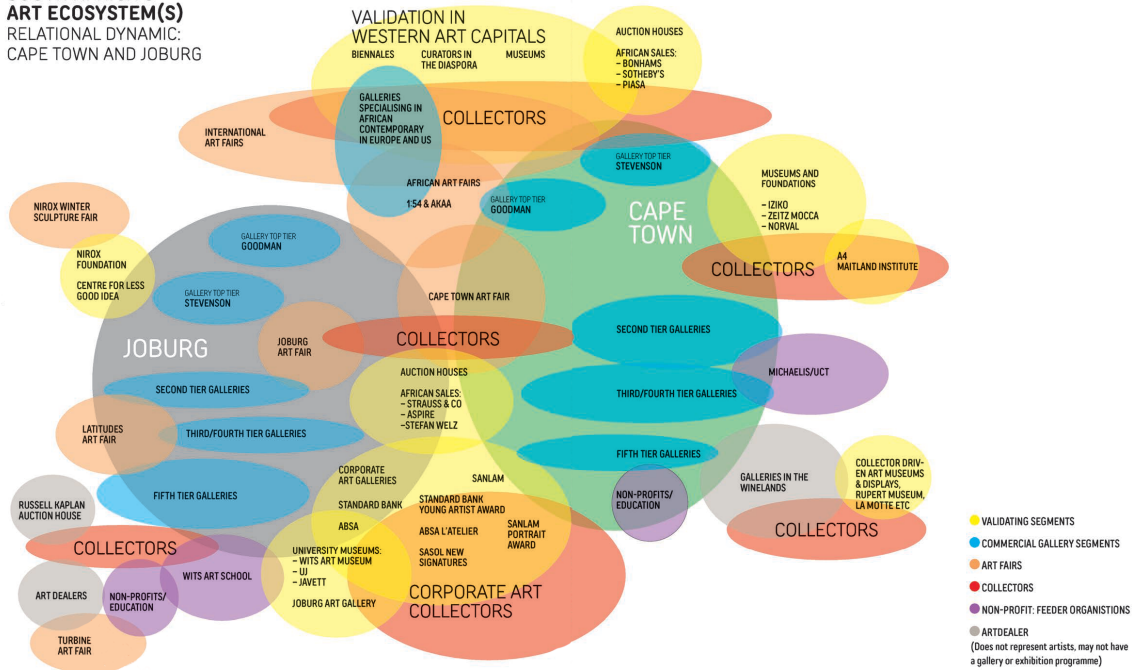 ART ECOSYSTEM(S)
RELATIONAL DYNAMIC:
CAPE TOWN AND JOBURG
VALIDATION IN
WESTERN ART CAPITALS
BIENNALES
CURATORS IN
THE DIASPORA
MUSEUMS
AUCTION HOUSES
AFRICAN SALES:
– BONHAMS
– SOTHEBY'S
– PIASA
GALLERIES
SPECIALISING IN
AFRICAN
CONTEMPORARY
IN EUROPE AND US
COLLECTORS
INTERNATIONAL
ART FAIRS
AFRICAN ART FAIRS
1:54 & AKAA
GALLERY TOP TIER
STEVENSON
GALLERY TOP TIER
GOODMAN
CAPE
TOWN
MUSEUMS AND
FOUNDATIONS
– IZIKO
– ZEITZ MOCCA
– NORVAL
COLLECTORS
A4
MAITLAND INSTITUTE
NIROX WINTER
SCULPTURE FAIR
NIROX
FOUNDATION
CENTRE FOR LESS
GOOD IDEA
GALLERY TOP TIER
GOODMAN
GALLERY TOP TIER
STEVENSON
CAPE TOWN ART FAIR
JOBURG
JOBURG
ART FAIR
COLLECTORS
SECOND TIER GALLERIES
AUCTION HOUSES
AFRICAN SALES:
– STRAUSS & CO
– ASPIRE
–STEFAN WELZ
MICHAELIS/UCT
SECOND TIER GALLERIES
THIRD/FOURTH TIER GALLERIES
LATITUDES
ART FAIR
THIRD/FOURTH TIER GALLERIES
FIFTH TIER GALLERIES
FIFTH TIER GALLERIES
CORPORATE
ART GALLERIES
STANDARD BANK
ABSA
SANLAM
STANDARD BANK
YOUNG ARTIST AWARD
ABSA L'ATELIER
SASOL NEW
SIGNATURES
SANLAM
PORTRAIT
AWARD
NON-PROFITS/
EDUCATION
GALLERIES IN THE
WINELANDS
COLLECTOR DRIV-
EN ART MUSEUMS
& DISPLAYS,
RUPERT MUSEUM,
LA MOTTE ETC
COLLECTORS
RUSSELL KAPLAN
AUCTION HOUSE
COLLECTORS
WITS ART SCHOOL
UNIVERSITY MUSEUMS:
– WITS ART MUSEUM
– UJ
– JAVETT
JOBURG ART GALLERY
CORPORATE ART
COLLECTORS
ART DEALERS
NON-PROFITS/
EDUCATION
TURBINE
ART FAIR
VALIDATING SEGMENTS
COMMERCIAL GALLERY SEGMENTS
ART FAIRS
COLLECTORS
NON-PROFIT: FEEDER ORGANISTIONS
ARTDEALER
(Does not represent artists, may not have
a gallery or exhibition programme)